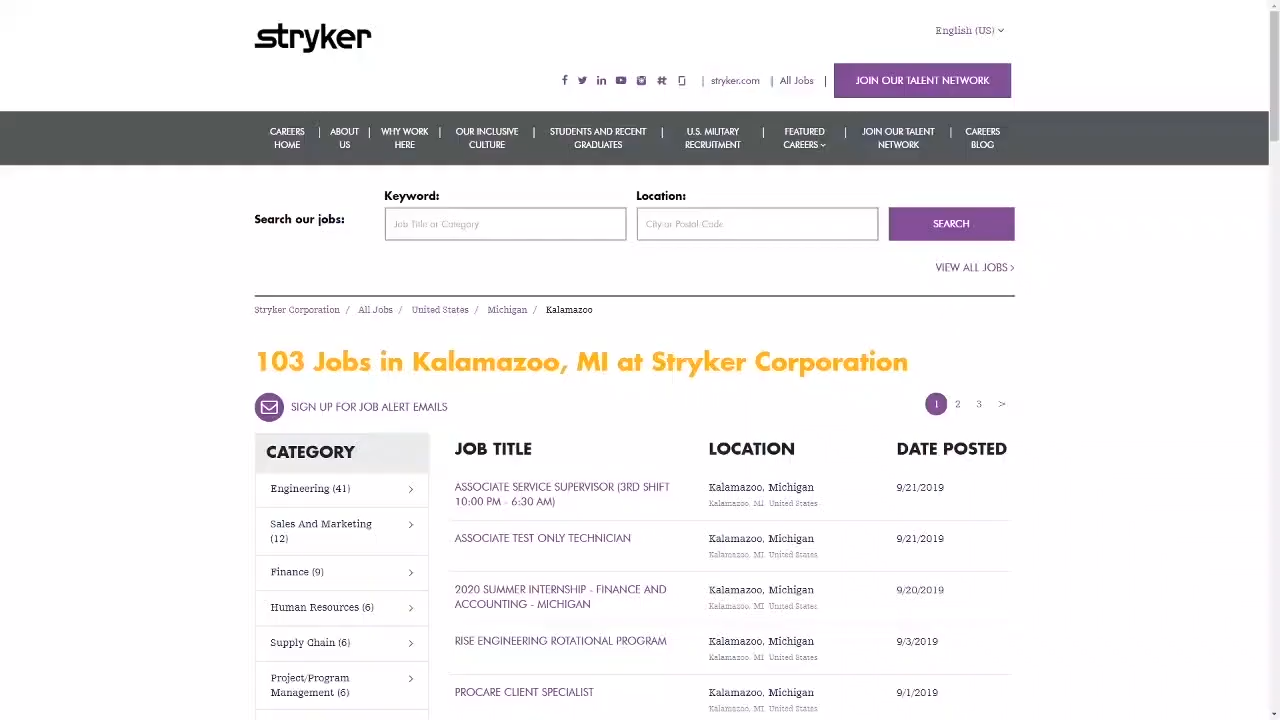 stryker
English (US)
stryker.com | All Jobs | JOIN OUR TALENT NETWORK
CAREERS HOME | ABOUT US | WHY WORK HERE | OUR INCLUSIVE CULTURE | STUDENTS AND RECENT GRADUATES | U.S. MILITARY RECRUITMENT | FEATURED CAREERS | JOIN OUR TALENT NETWORK | CAREERS BLOG
Keyword: Location:
Search our jobs: Job Title or Category City or Postal Code SEARCH
VIEW ALL JOBS >
Stryker Corporation / All Jobs / United States / Michigan / Kalamazoo
103 Jobs in Kalamazoo, MI at Stryker Corporation
SIGN UP FOR JOB ALERT EMAILS 1 2 3 >
CATEGORY
Engineering (41)
Sales And Marketing
(12)
Finance (9)
Human Resources (6)
Supply Chain (6)
Project/Program
Management (6)
JOB TITLE LOCATION DATE POSTED
ASSOCIATE SERVICE SUPERVISOR (3RD SHIFT Kalamazoo, Michigan 9/21/2019
10:00 PM - 6:30 AM) Kalamazoo, MI United States
ASSOCIATE TEST ONLY TECHNICIAN Kalamazoo, Michigan 9/21/2019
Kalamazoo, MI United States
2020 SUMMER INTERNSHIP - FINANCE AND Kalamazoo, Michigan 9/20/2019
ACCOUNTING - MICHIGAN Kalamazoo, MI United States
RISE ENGINEERING ROTATIONAL PROGRAM Kalamazoo, Michigan 9/3/2019
Kalamazoo, MI United States
PROCARE CLIENT SPECIALIST Kalamazoo, Michigan 9/1/2019
Kalamazoo, MI United States